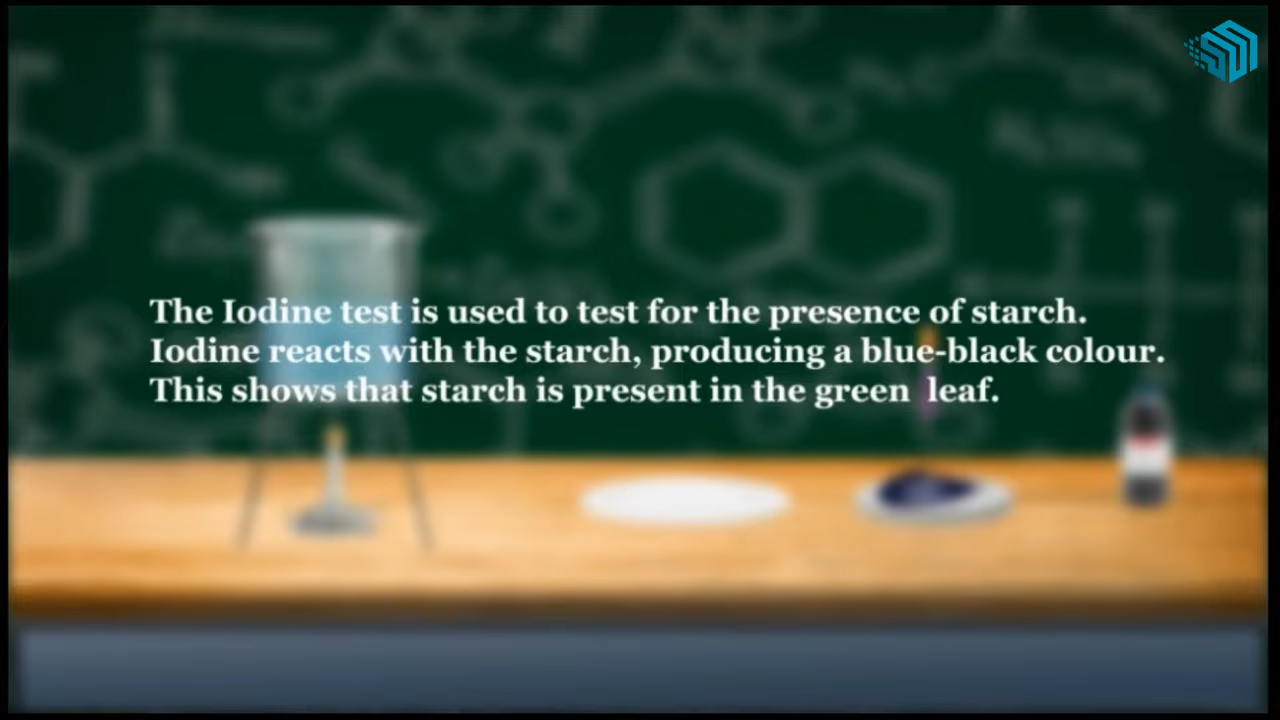 The Iodine test is used to test for the presence of starch.
Iodine reacts with the starch, producing a blue-black colour.
This shows that starch is present in the green leaf.